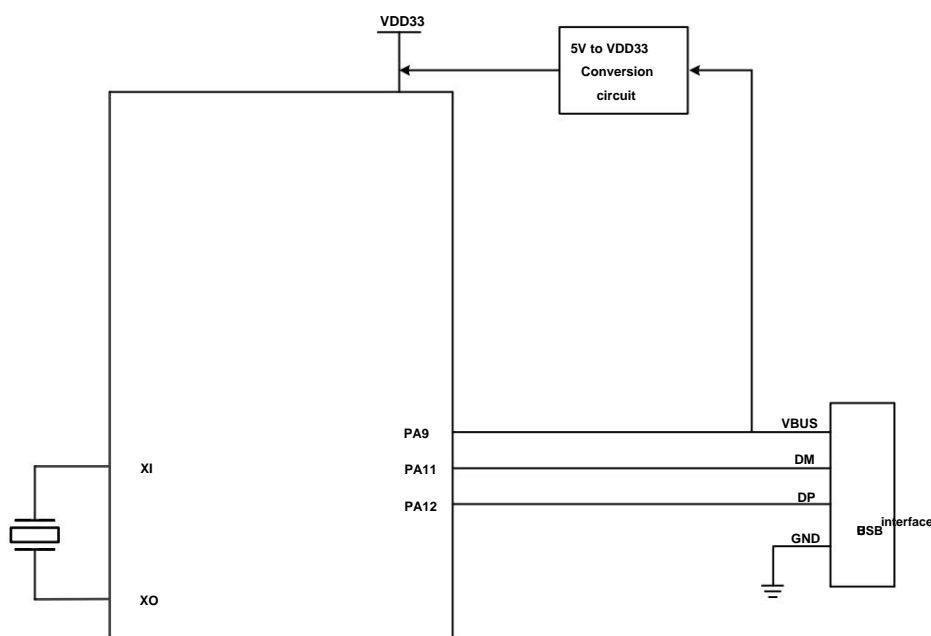 VDD33
5V to VDD33
Conversion
circuit
PA9
VBUS
XI
PA11
DM
PA12
DP
interface
GND
XO